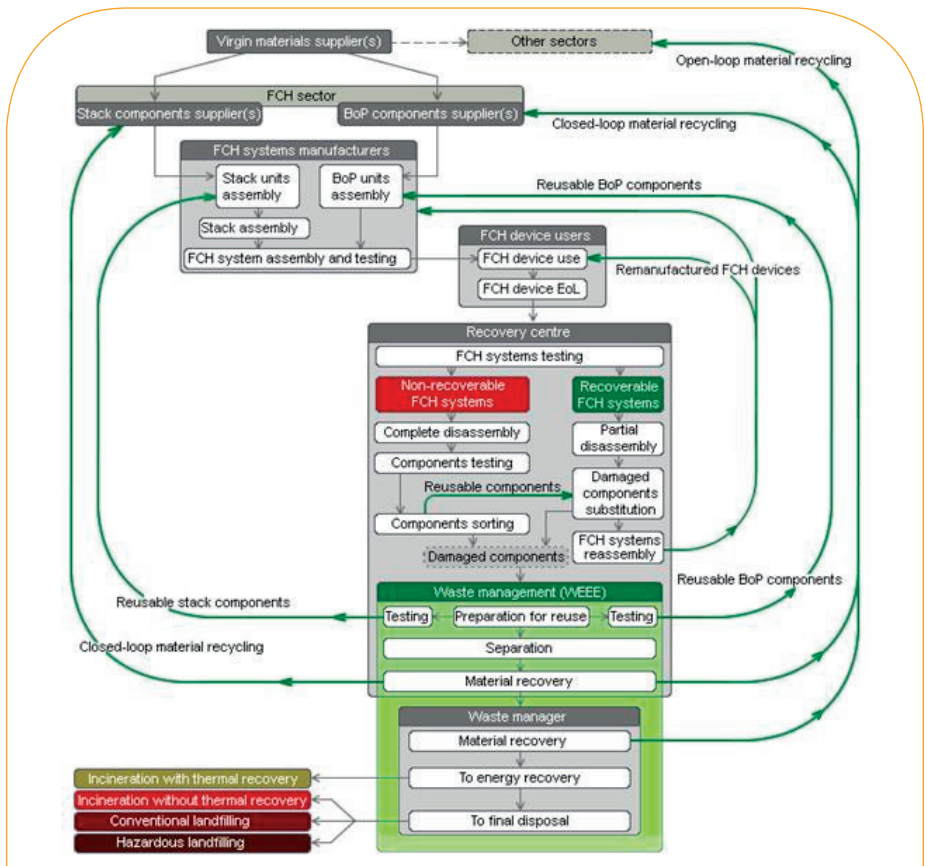 Virgin materials supplier(s)
Other sectors
Open-loop material recycling
FCH sector
Stack components supplier(s)
BoP components supplier(s)
Closed-loop material recycling
FCH systems manufacturers
Stack units
assembly
BoP units
assembly
Reusable BoP components
Stack assembly
FCH system assembly and testing
FCH device users
FCH device use
Remanufactured FCH devices
FCH device EoL
Recovery centre
FCH systems testing
Non-recoverable
FCH systems
Recoverable
FCH systems
Complete disassembly
Partial
disassembly
Components testing
Reusable components
Damaged
components
substitution
Components sorting
FCH systems
reassembly
Damaged components
Reusable BoP components
Waste management (WEEE)
Reusable stack components
Testing
Preparation for reuse
Testing
Separation
Closed-loop material recycling
Material recovery
Waste manager
Material recovery
Incineration with thermal recovery
To energy recovery
Incineration without thermal recovery
Conventional landfilling
To final disposal
Hazardous landfilling